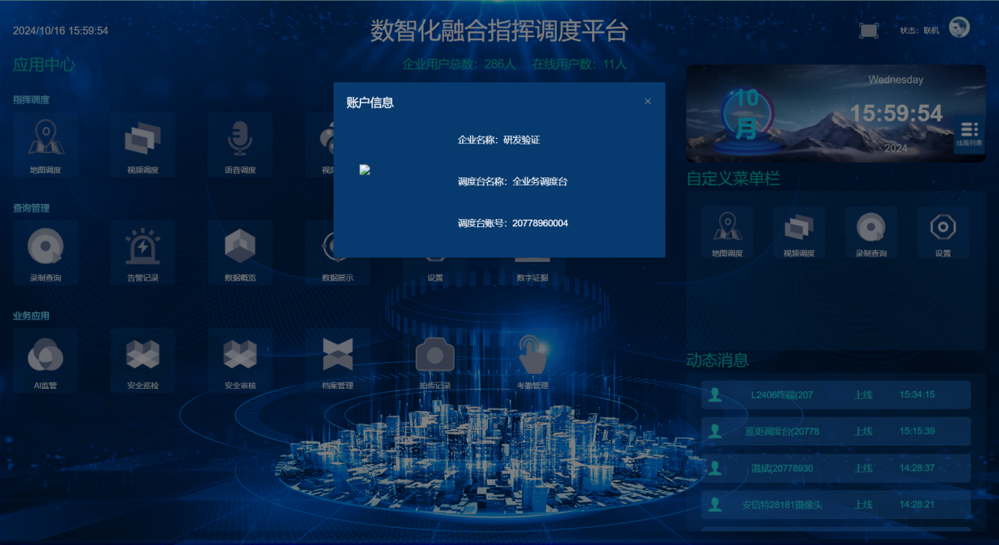 2024/10/16 15:59:54
数智化融合指挥调度平台
状态：联机
应用中心
企业用户总数：286人 在线用户数：11人
指挥调度
地图调度
视频调度
语音调度
账户信息
企业名称：研发验证
调度台名称：全业务调度台
调度台账号：20778960004
查询管理
录制查询
告警记录
数据概览
数据展示
设置
数字证据
业务应用
AI监管
安全巡检
安全审核
档案管理
拍传记录
考勤管理
10
月
Wednesday
15:59:54
2024
线路列表
自定义菜单栏
地图调度
视频调度
录制查询
设置
动态消息
L2406终端(207 上线 15:34:15
巡更调度台(20778 上线 15:15:39
温斌(20778930 上线 14:28:37
安信特28181摄像头 上线 14:28:21